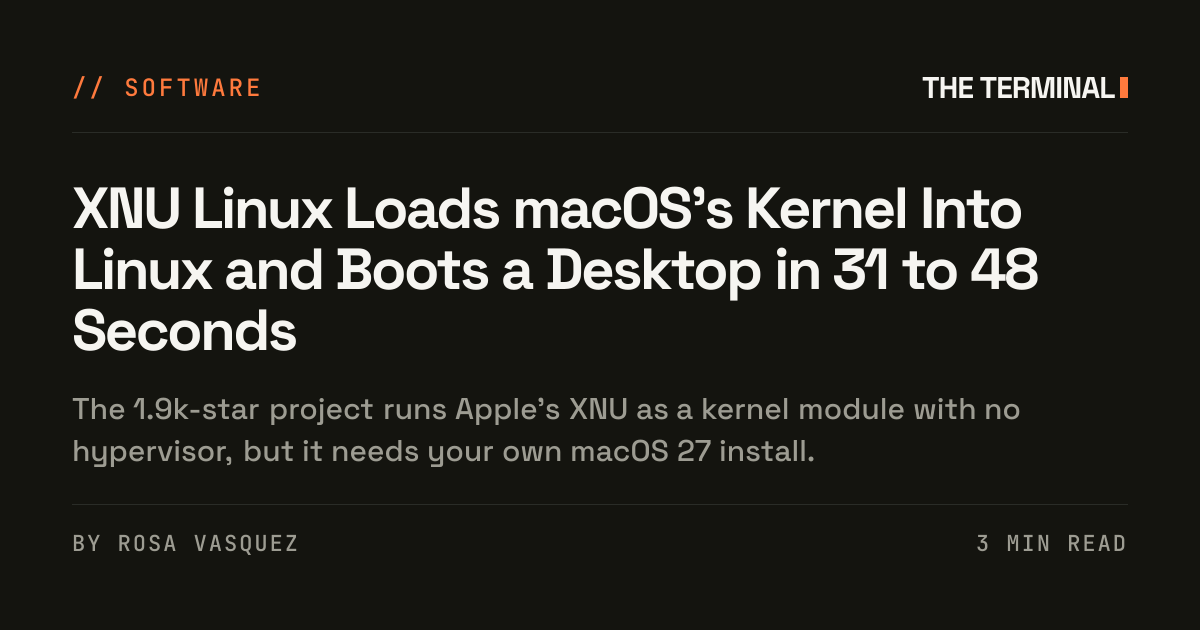 // SOFTWARE
THE TERMINAL
XNU Linux Loads macOS’s Kernel Into
Linux and Boots a Desktop in 31 to 48
Seconds
The 1.9k-star project runs Apple’s XNU as a kernel module with no
hypervisor, but it needs your own macOS 27 install.
BY ROSA VASQUEZ
3 MIN READ